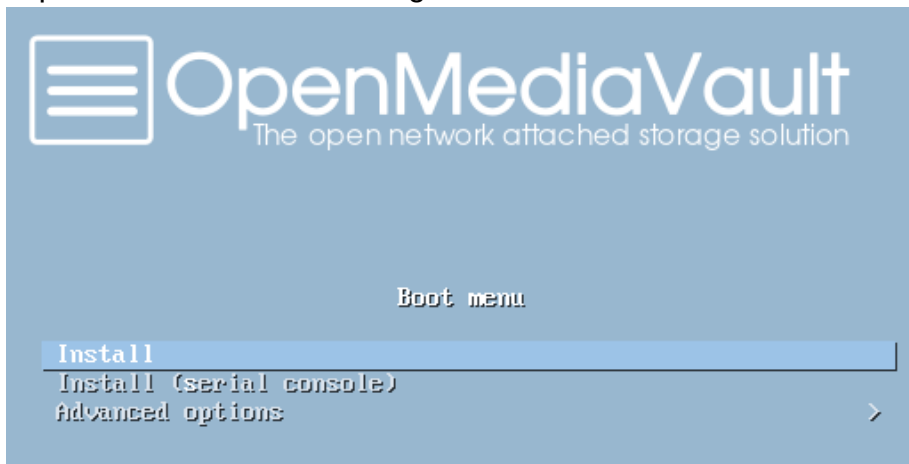 OpenMediaVault
The open network attached storage solution
Boot menu
Install
Install (serial console)
Advanced options >